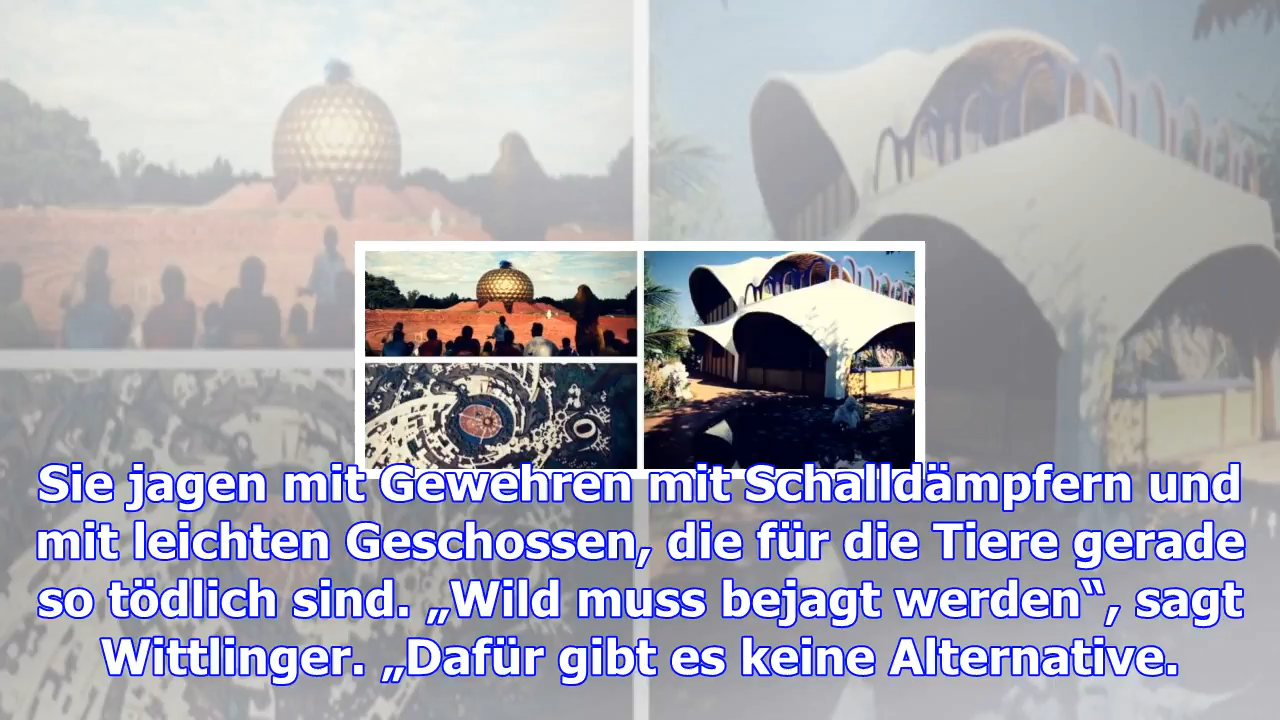 Sie jagen mit Gewehren mit Schalldämpfern und
mit leichten Geschossen, die für die Tiere gerade
so tödlich sind. „Wild muss bejagt werden“, sagt
Wittlinger. „Dafür gibt es keine Alternative.